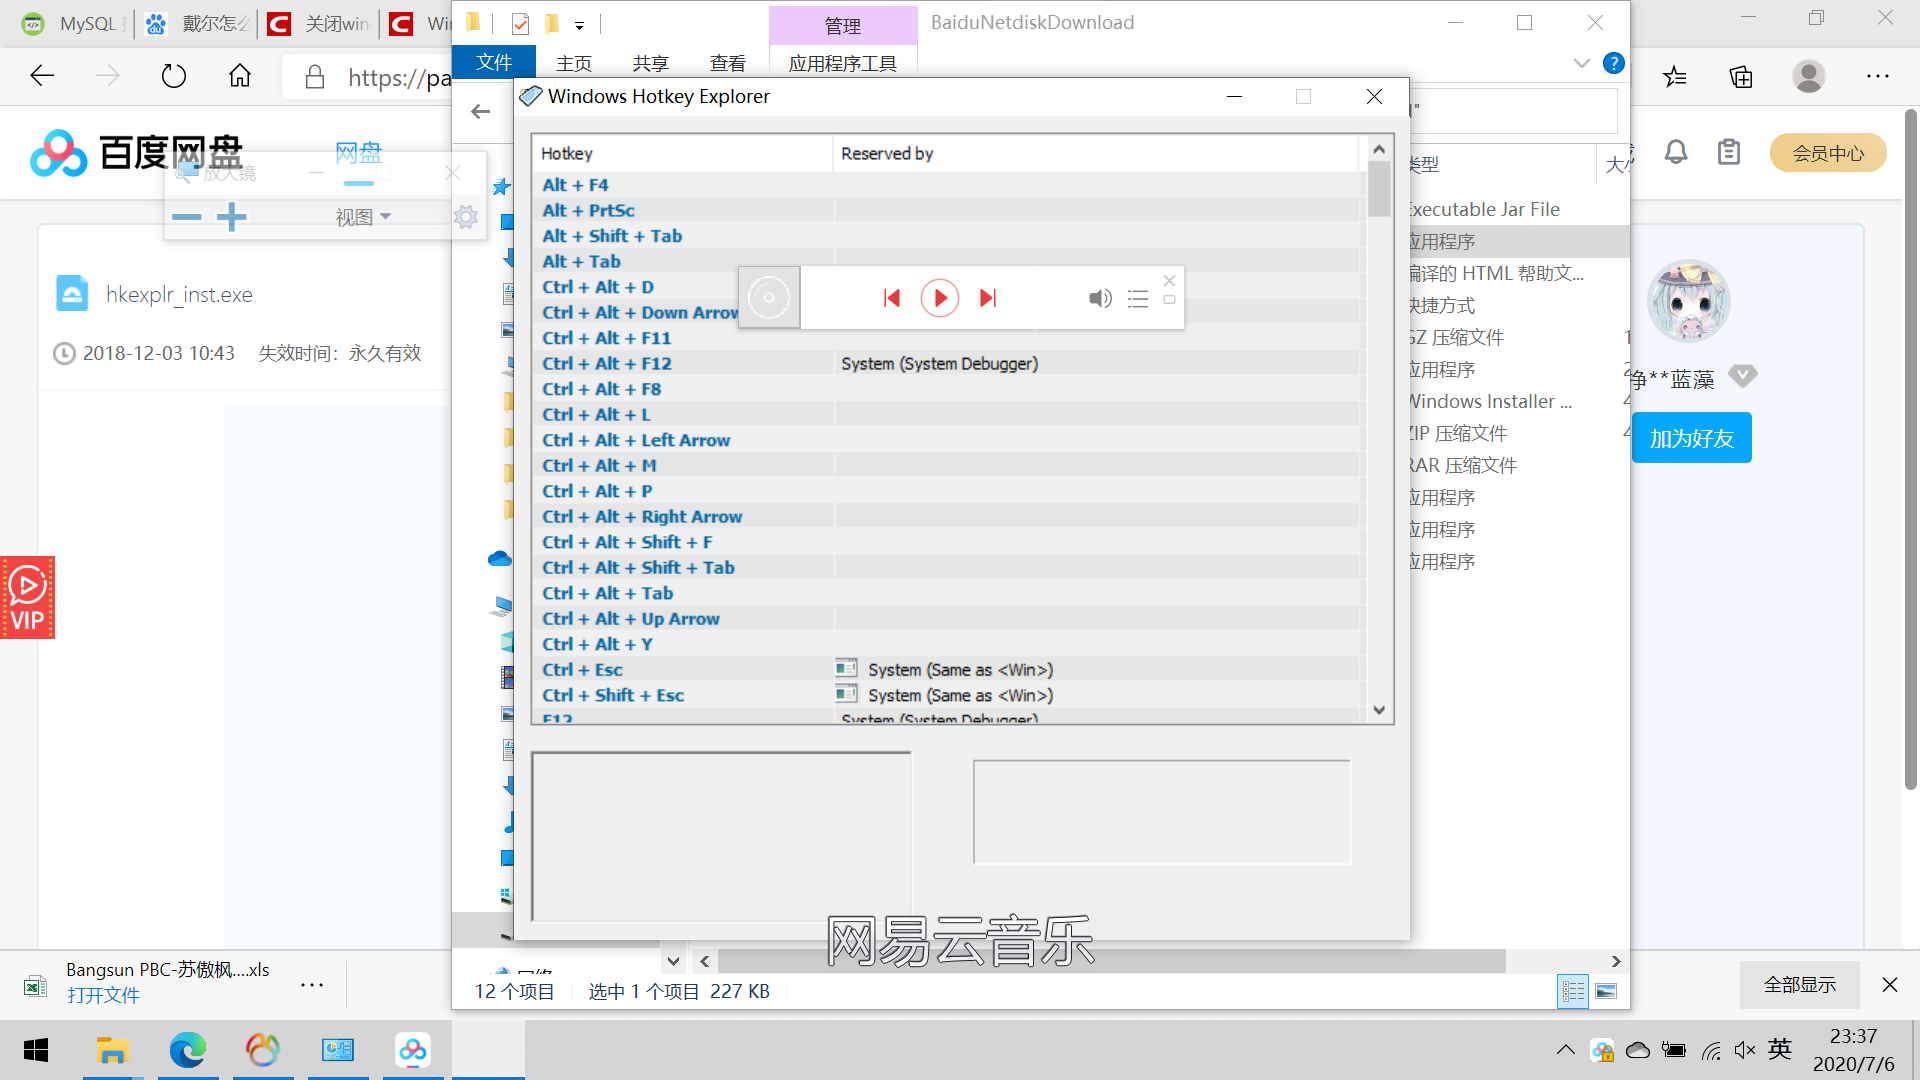 MySQL
戴尔怎么
关闭win
Wi
管理
BaiduNetdiskDownload
文件
主页
共享
查看
应用程序工具
https://pa
Windows Hotkey Explorer
百度网盘
网盘
会员中心
放大镜
视图
Hotkey
Reserved by
类型
Alt + F4
Alt + PrtSc
Alt + Shift + Tab
Alt + Tab
Ctrl + Alt + D
Ctrl + Alt + Down Arrow
Ctrl + Alt + F11
Ctrl + Alt + F12 System (System Debugger)
Ctrl + Alt + F8
Ctrl + Alt + L
Ctrl + Alt + Left Arrow
Ctrl + Alt + M
Ctrl + Alt + P
Ctrl + Alt + Right Arrow
Ctrl + Alt + Shift + F
Ctrl + Alt + Shift + Tab
Ctrl + Alt + Tab
Ctrl + Alt + Up Arrow
Ctrl + Alt + Y
Ctrl + Esc System (Same as <Win>)
Ctrl + Shift + Esc System (Same as <Win>)
F12 System (System Debugger)
Executable Jar File
应用程序
编译的 HTML 帮助文...
快捷方式
GZ 压缩文件
应用程序
Windows Installer ...
ZIP 压缩文件
RAR 压缩文件
应用程序
应用程序
应用程序
hkexplr_inst.exe
2018-12-03 10:43 失效时间：永久有效
净**蓝藻
加为好友
VIP
网易云音乐
12 个项目 选中 1 个项目 227 KB
Bangsun PBC-苏傲枫....xls
打开文件
全部显示
英
23:37
2020/7/6